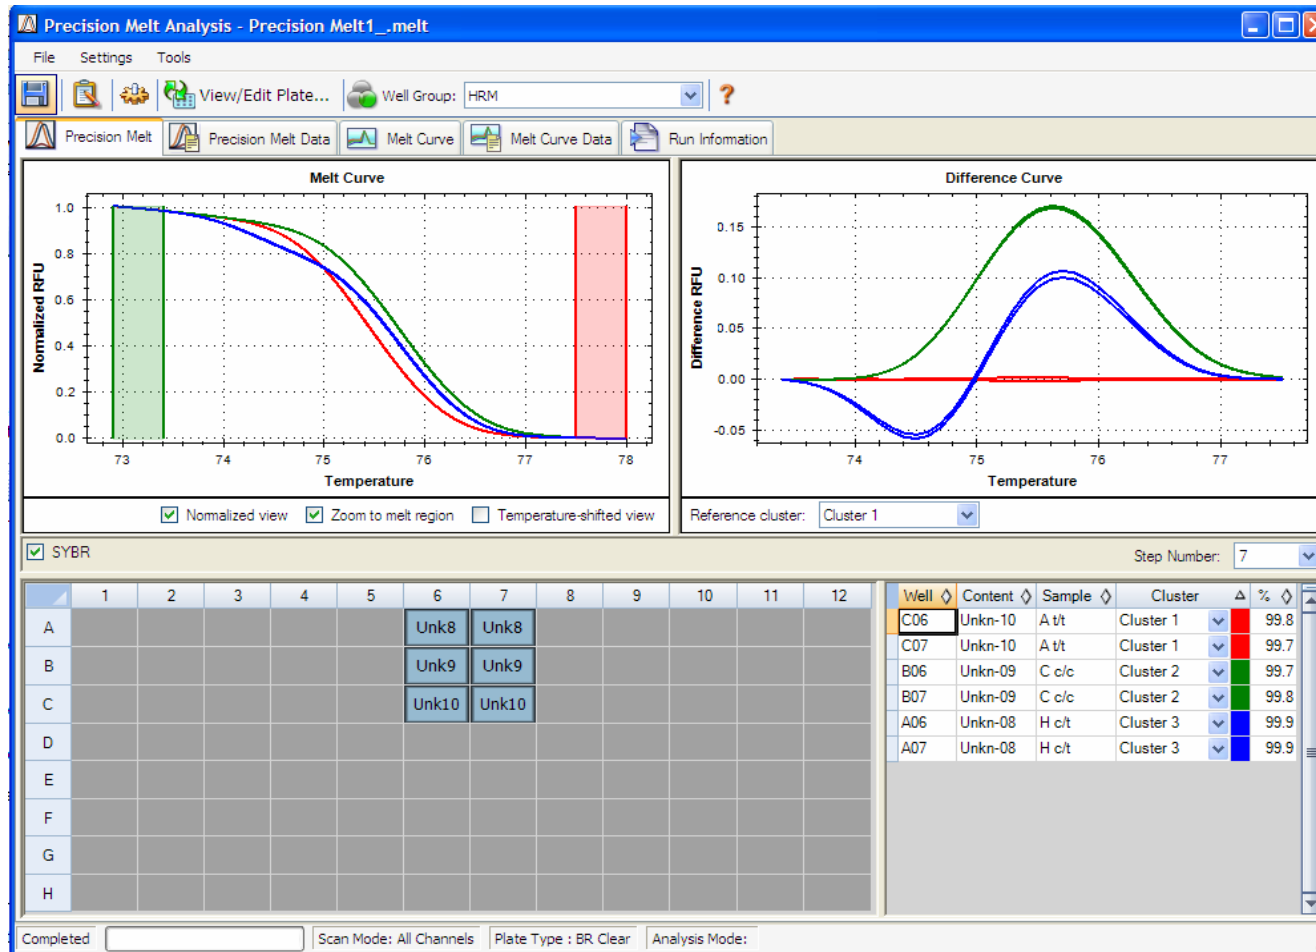 Precision Melt Analysis - Precision Melt1_.melt
File Settings Tools
View/Edit Plate... Well Group: HRM ?
Precision Melt Precision Melt Data Melt Curve Melt Curve Data Run Information
Melt Curve
Normalized RFU
1.0
0.8
0.6
0.4
0.2
0.0
73 74 75 76 77 78
Temperature
Normalized view Zoom to melt region Temperature-shifted view
Difference Curve
Difference RFU
0.15
0.10
0.05
0.00
-0.05
74 75 76 77
Temperature
Reference cluster: Cluster 1
SYBR
Step Number: 7
1 2 3 4 5 6 7 8 9 10 11 12
A Unk8 Unk8
B Unk9 Unk9
C Unk10 Unk10
D
E
F
G
H
Well Content Sample Cluster %
C06 Unkn-10 A t/t Cluster 1 99.8
C07 Unkn-10 A t/t Cluster 1 99.7
B06 Unkn-09 C c/c Cluster 2 99.7
B07 Unkn-09 C c/c Cluster 2 99.8
A06 Unkn-08 H c/t Cluster 3 99.9
A07 Unkn-08 H c/t Cluster 3 99.9
Completed Scan Mode: All Channels Plate Type : BR Clear Analysis Mode: